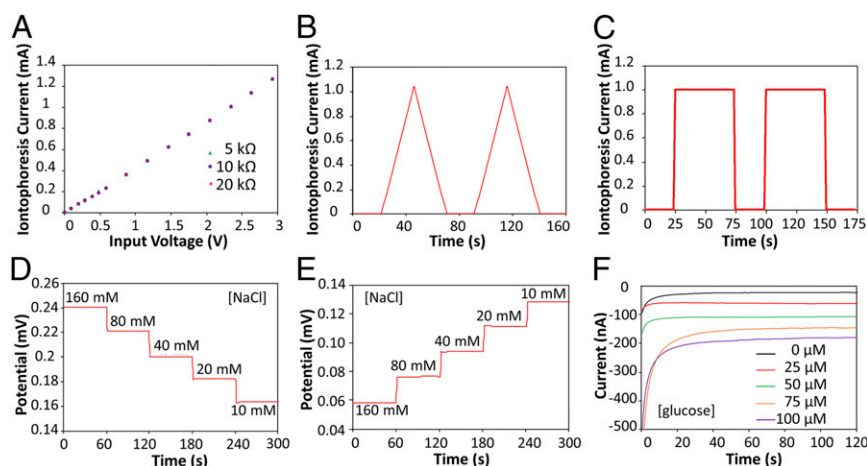 A
Iontophoresis Current (mA)
1.4
1.2
1
0.8
0.6
0.4
0.2
0
0 0.5 1 1.5 2 2.5 3
Input Voltage (V)
5 kΩ
10 kΩ
20 kΩ
B
Iontophoresis Current (mA)
1.2
1.0
0.8
0.6
0.4
0.2
0
0 40 80 120 160
Time (s)
C
Iontophoresis Current (mA)
1.4
1.2
1.0
0.8
0.6
0.4
0.2
0
0 25 50 75 100 125 150 175
Time (s)
D
Potential (mV)
0.26
0.24
0.22
0.2
0.18
0.16
0.14
0 60 120 180 240 300
Time (s)
[NaCl]
160 mM
80 mM
40 mM
20 mM
10 mM
E
Potential (mV)
0.14
0.12
0.10
0.08
0.06
0.04
0 60 120 180 240 300
Time (s)
[NaCl]
10 mM
20 mM
40 mM
80 mM
160 mM
F
Current (nA)
0
-100
-200
-300
-400
-500
0 20 40 60 80 100 120
Time (s)
0 µM
25 µM
50 µM
75 µM
100 µM
[glucose]